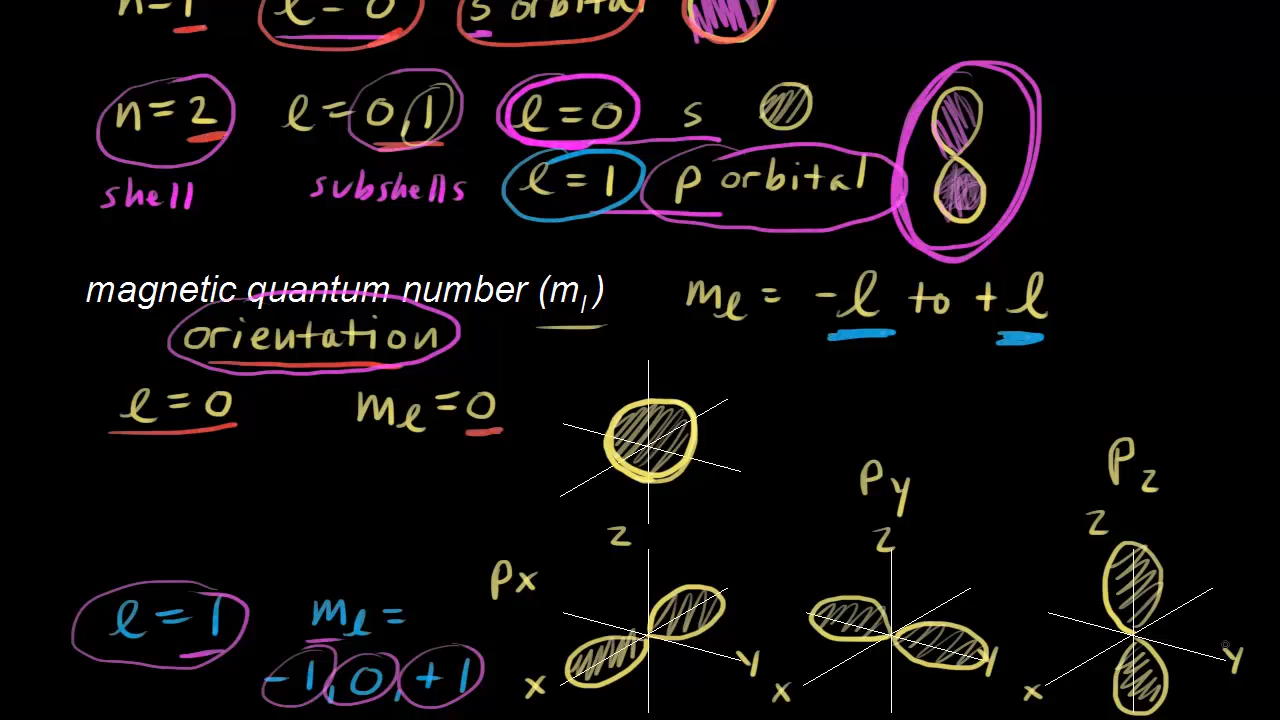 n=1 l=0 s orbital
n=2 l=0,1 l=0 s
shell subshells l=1 p orbital
magnetic quantum number (ml) ml = -l to +l
orientation
l=0 ml=0
l=1 ml=
-1, 0, +1
Px
z
x
y
Py
z
x
y
Pz
z
x
y